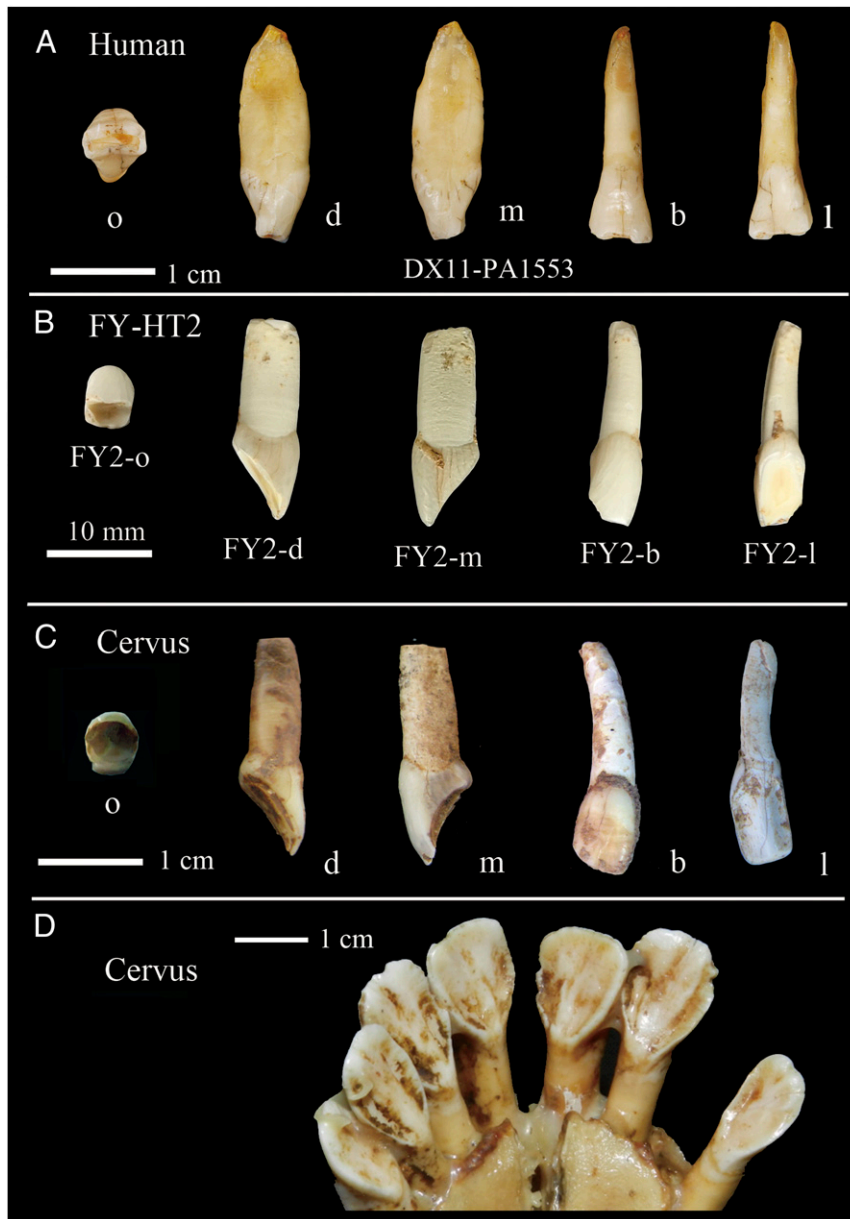 A Human
o d m b l
1 cm DX11-PA1553
B FY-HT2
FY2-o
10 mm FY2-d FY2-m FY2-b FY2-l
C Cervus
o
1 cm d m b l
D 1 cm
Cervus